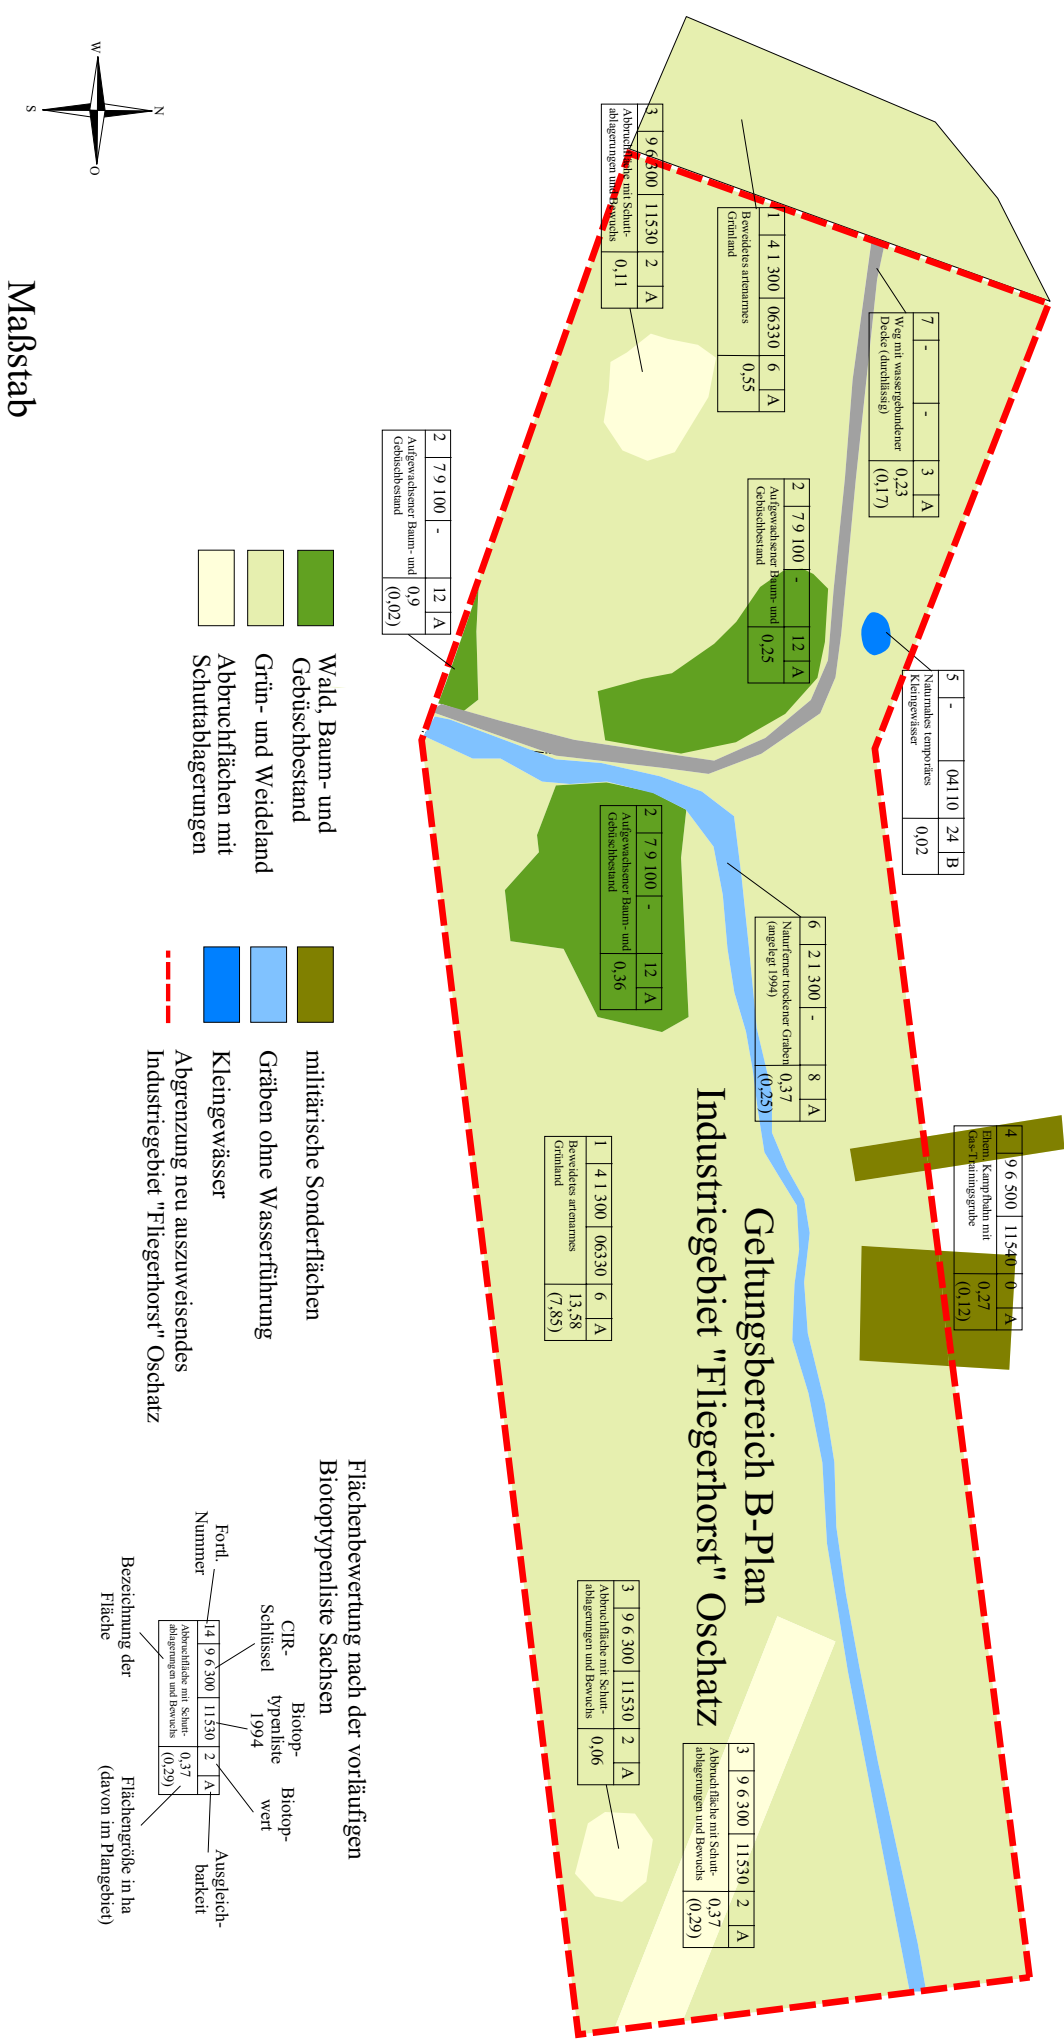 3 9 6 300 11530 2 A
Abbruchfläche mit Schutt-
ablagerungen und Bewuchs
0,11
1 4 1 300 06330 6 A
Beweidetes artenarmes
Grünland
0,55
7 - - 3 A
Weg mit wassergebundener
Decke (durchlässig)
0,23
(0,17)
2 7 9 100 - 12 A
Aufgewachsener Baum- und
Gebüschbestand
0,25
5 - 04110 24 B
Naturnahes temporäres
Kleingewässer
0,02
2 7 9 100 - 12 A
Aufgewachsener Baum- und
Gebüschbestand
0,9
(0,02)
2 7 9 100 - 12 A
Aufgewachsener Baum- und
Gebüschbestand
0,36
6 2 1 300 - 8 A
Naturferner trockener Graben
(angelegt 1994)
0,37
(0,25)
4 9 6 500 11540 0 A
Ehem. Kampfbahn mit
Gas-Trainingsgrube
0,27
(0,12)
1 4 1 300 06330 6 A
Beweidetes artenarmes
Grünland
13,58
(7,85)
Geltungsbereich B-Plan
Industriegebiet "Fliegerhorst" Oschatz
3 9 6 300 11530 2 A
Abbruchfläche mit Schutt-
ablagerungen und Bewuchs
0,06
3 9 6 300 11530 2 A
Abbruchfläche mit Schutt-
ablagerungen und Bewuchs
0,37
(0,29)
N
W
O
S
Maßstab
Wald, Baum- und
Gebüschbestand
Grün- und Weideland
Abbruchflächen mit
Schuttablagerungen
militärische Sonderflächen
Gräben ohne Wasserführung
Kleingewässer
Abgrenzung neu auszuweisendes
Industriegebiet "Fliegerhorst" Oschatz
Flächenbewertung nach der vorläufigen
Biotoptypenliste Sachsen
Fortl.
Nummer
CIR-
Schlüssel
Biotop-
typenliste
1994
Biotop-
wert
Ausgleich-
barkeit
14 9 6 300 11530 2 A
Abbruchfläche mit Schutt-
ablagerungen und Bewuchs
0,37
(0,29)
Bezeichnung der
Fläche
Flächengröße in ha
(davon im Plangebiet)